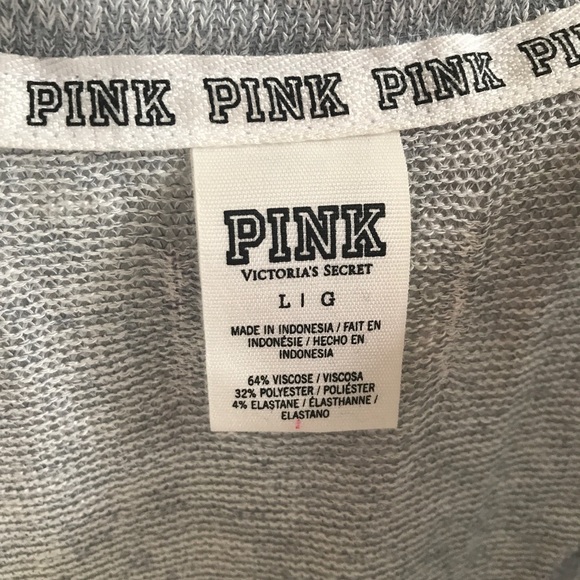 PINK PINK PINK PIN
PINK
VICTORIA'S SECRET
L | G
MADE IN INDONESIA / FAIT EN
INDONÉSIE / HECHO EN
INDONESIA
64% VISCOSE / VISCOSA
32% POLYESTER / POLIÉSTER
4% ELASTANE / ÉLASTHANNE /
ELASTANO